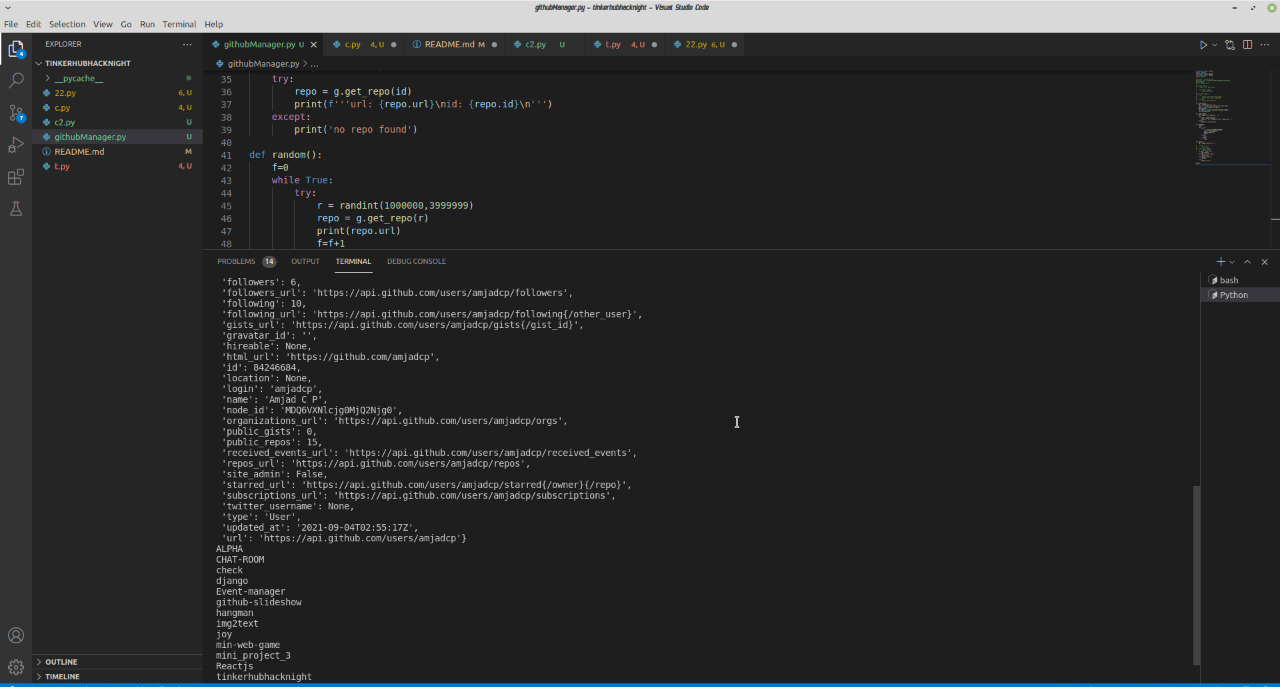 githubManager.py - tinkerhubhacknight - Visual Studio Code
File Edit Selection View Go Run Terminal Help
EXPLORER
TINKERHUBHACKNIGHT
__pycache__
22.py 6, U
c.py 4, U
c2.py U
githubManager.py U
README.md M
t.py 4, U
OUTLINE
TIMELINE
4
7
githubManager.py U c.py 4, U README.md M c2.py U t.py 4, U 22.py 6, U
githubManager.py > ...
35 try:
36 repo = g.get_repo(id)
37 print(f'''url: {repo.url}\nid: {repo.id}\n''')
38 except:
39 print('no repo found')
40
41 def random():
42 f=0
43 while True:
44 try:
45 r = randint(1000000,3999999)
46 repo = g.get_repo(r)
47 print(repo.url)
48 f=f+1
PROBLEMS 14 OUTPUT TERMINAL DEBUG CONSOLE
'followers': 6,
'followers_url': 'https://api.github.com/users/amjadcp/followers',
'following': 10,
'following_url': 'https://api.github.com/users/amjadcp/following{/other_user}',
'gists_url': 'https://api.github.com/users/amjadcp/gists{/gist_id}',
'gravatar_id': '',
'hireable': None,
'html_url': 'https://github.com/amjadcp',
'id': 84246684,
'location': None,
'login': 'amjadcp',
'name': 'Amjad C P',
'node_id': 'MDQ6VXNlcjg0MjQ2Njg0',
'organizations_url': 'https://api.github.com/users/amjadcp/orgs',
'public_gists': 0,
'public_repos': 15,
'received_events_url': 'https://api.github.com/users/amjadcp/received_events',
'repos_url': 'https://api.github.com/users/amjadcp/repos',
'site_admin': False,
'starred_url': 'https://api.github.com/users/amjadcp/starred{/owner}{/repo}',
'subscriptions_url': 'https://api.github.com/users/amjadcp/subscriptions',
'twitter_username': None,
'type': 'User',
'updated_at': '2021-09-04T02:55:17Z',
'url': 'https://api.github.com/users/amjadcp'}
ALPHA
CHAT-ROOM
check
django
Event-manager
github-slideshow
hangman
img2text
joy
min-web-game
mini_project_3
Reactjs
tinkerhubhacknight
bash
Python